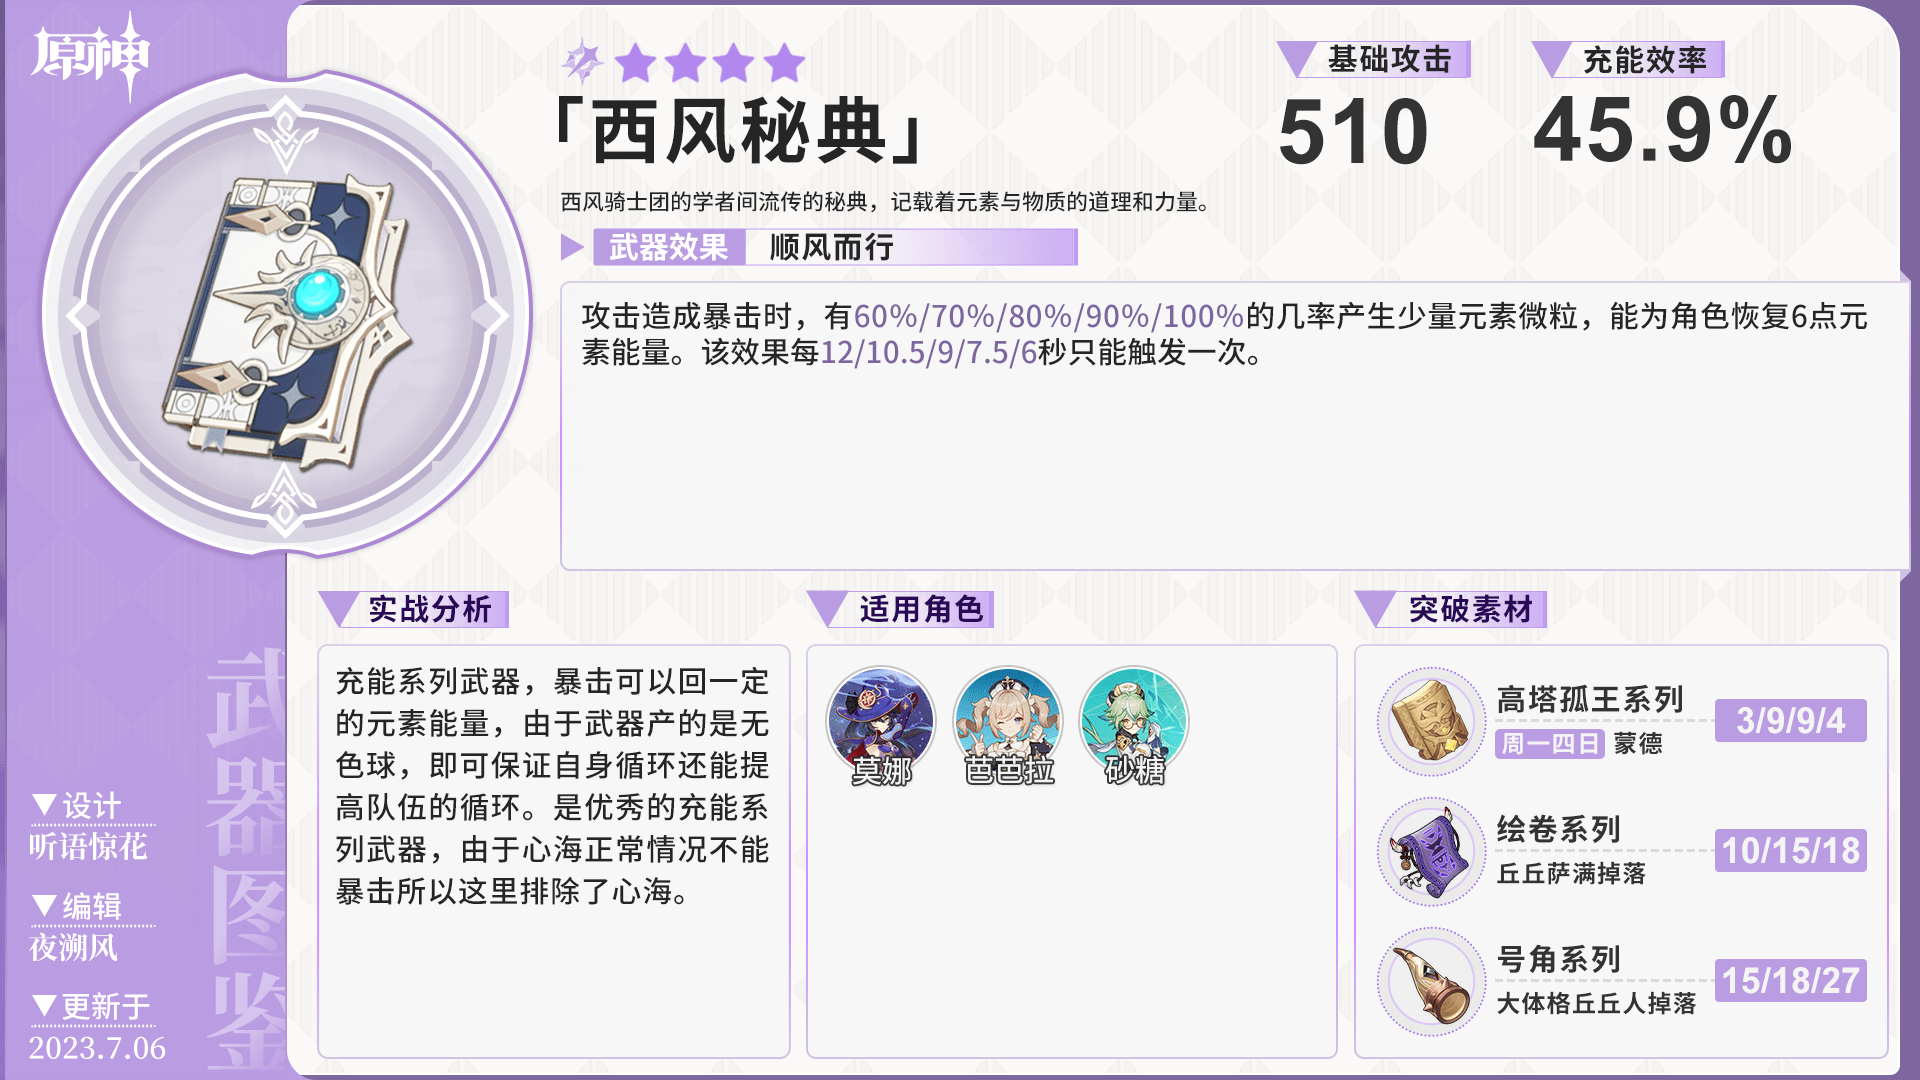 原神
「西风秘典」
基础攻击
510
充能效率
45.9%
西风骑士团的学者间流传的秘典，记载着元素与物质的道理和力量。
武器效果 顺风而行
攻击造成暴击时，有60%/70%/80%/90%/100%的几率产生少量元素微粒，能为角色恢复6点元
素能量。该效果每12/10.5/9/7.5/6秒只能触发一次。
实战分析
充能系列武器，暴击可以回一定
的元素能量，由于武器产的是无
色球，即可保证自身循环还能提
高队伍的循环。是优秀的充能系
列武器，由于心海正常情况不能
暴击所以这里排除了心海。
适用角色
莫娜
芭芭拉
砂糖
突破素材
高塔孤王系列
周一四日 蒙德
3/9/9/4
绘卷系列
丘丘萨满掉落
10/15/18
号角系列
大体格丘丘人掉落
15/18/27
武器图鉴
▼设计
听语惊花
▼编辑
夜溯风
▼更新于
2023.7.06